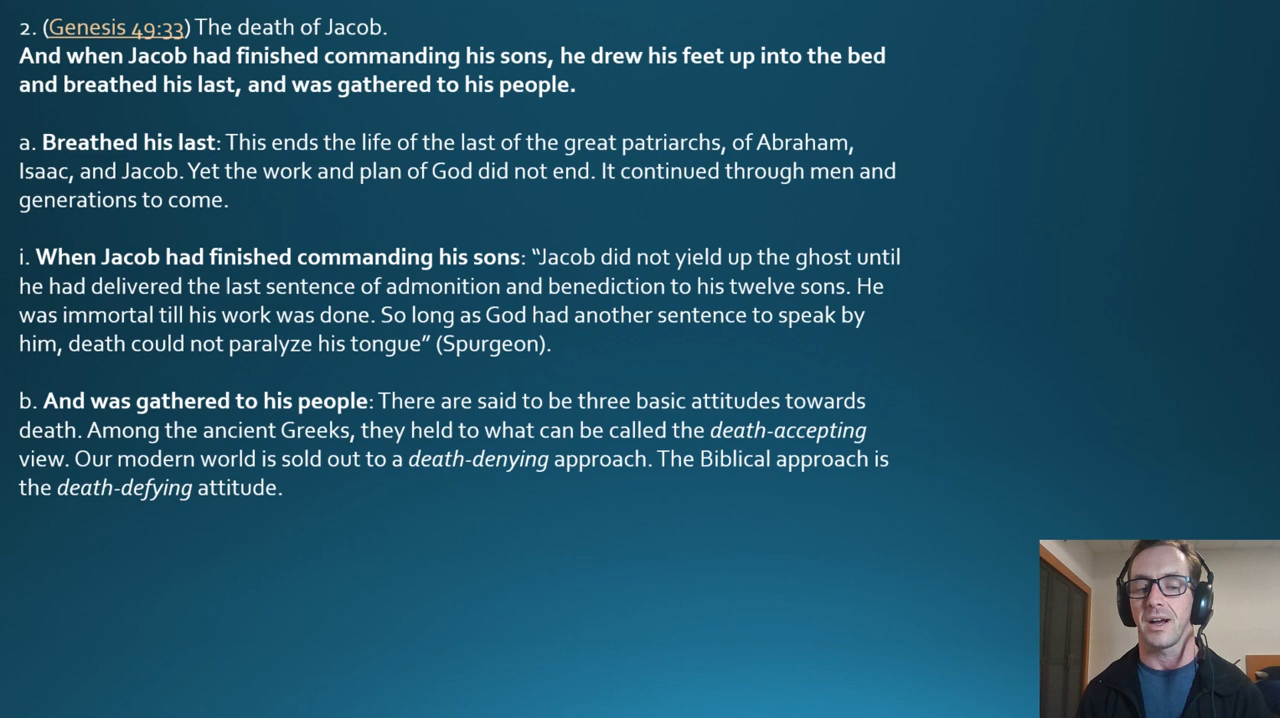 2. (Genesis 49:33) The death of Jacob.
And when Jacob had finished commanding his sons, he drew his feet up into the bed
and breathed his last, and was gathered to his people.
a. Breathed his last: This ends the life of the last of the great patriarchs, of Abraham,
Isaac, and Jacob. Yet the work and plan of God did not end. It continued through men and
generations to come.
i. When Jacob had finished commanding his sons: “Jacob did not yield up the ghost until
he had delivered the last sentence of admonition and benediction to his twelve sons. He
was immortal till his work was done. So long as God had another sentence to speak by
him, death could not paralyze his tongue” (Spurgeon).
b. And was gathered to his people: There are said to be three basic attitudes towards
death. Among the ancient Greeks, they held to what can be called the death-accepting
view. Our modern world is sold out to a death-denying approach. The Biblical approach is
the death-defying attitude.